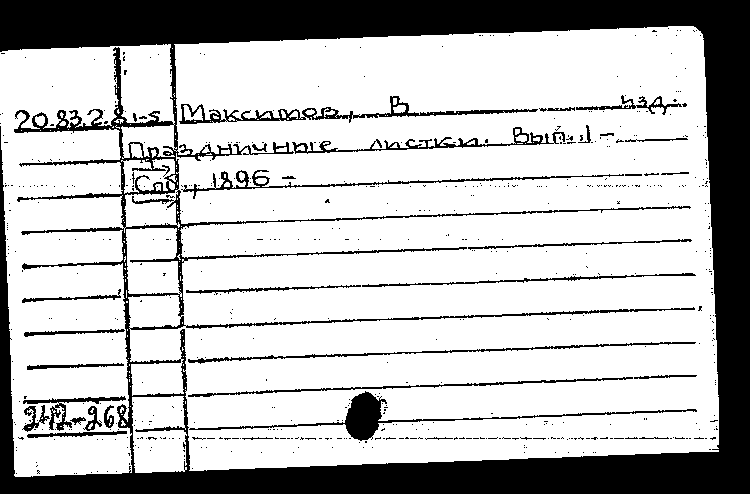 20.83.2.8 1-5 Максимов, В изд.
Праздничные листки. Вып. 1 -
Спб., 1896 -
242-268